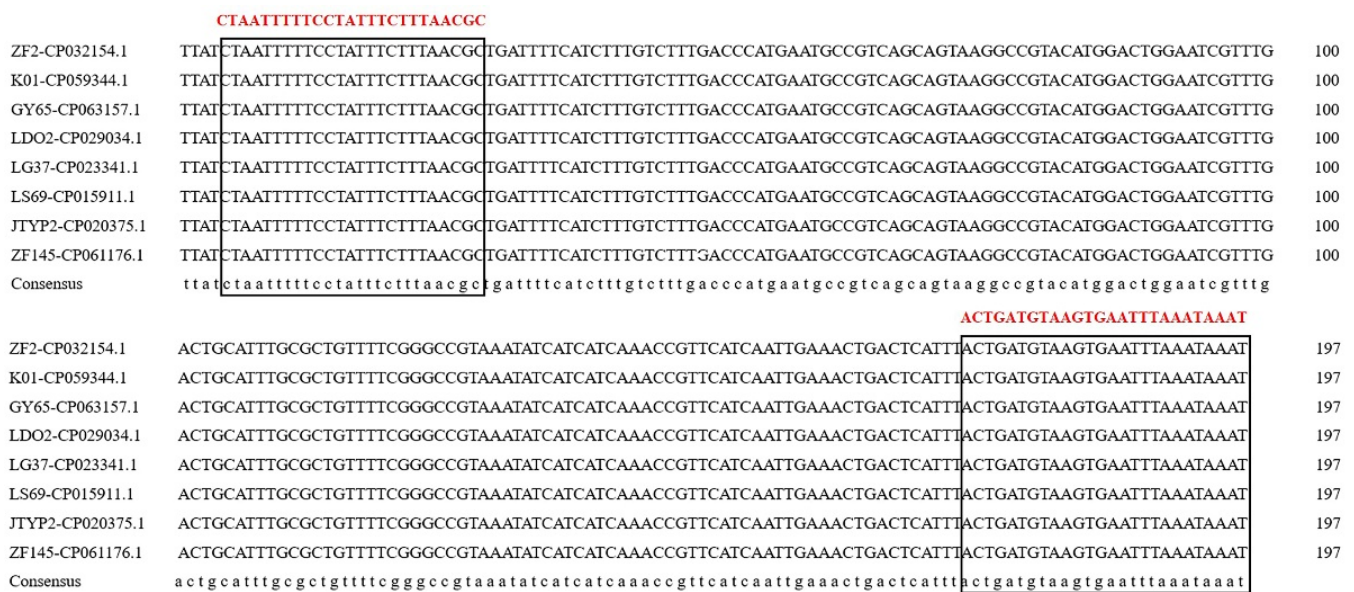 CTAATTTTTCCTATTTCTTTAACGC
ZF2-CP032154.1 TTATCTAATTTTTCCTATTTCTTTAACGCTGATTTTCATCTTTGTCTTTGACCCATGAATGCCGTCAGCAGTAAGGCCGTACATGGACTGGAATCGTTTG 100
K01-CP059344.1 TTATCTAATTTTTCCTATTTCTTTAACGCTGATTTTCATCTTTGTCTTTGACCCATGAATGCCGTCAGCAGTAAGGCCGTACATGGACTGGAATCGTTTG 100
GY65-CP063157.1 TTATCTAATTTTTCCTATTTCTTTAACGCTGATTTTCATCTTTGTCTTTGACCCATGAATGCCGTCAGCAGTAAGGCCGTACATGGACTGGAATCGTTTG 100
LDO2-CP029034.1 TTATCTAATTTTTCCTATTTCTTTAACGCTGATTTTCATCTTTGTCTTTGACCCATGAATGCCGTCAGCAGTAAGGCCGTACATGGACTGGAATCGTTTG 100
LG37-CP023341.1 TTATCTAATTTTTCCTATTTCTTTAACGCTGATTTTCATCTTTGTCTTTGACCCATGAATGCCGTCAGCAGTAAGGCCGTACATGGACTGGAATCGTTTG 100
LS69-CP015911.1 TTATCTAATTTTTCCTATTTCTTTAACGCTGATTTTCATCTTTGTCTTTGACCCATGAATGCCGTCAGCAGTAAGGCCGTACATGGACTGGAATCGTTTG 100
JTYP2-CP020375.1 TTATCTAATTTTTCCTATTTCTTTAACGCTGATTTTCATCTTTGTCTTTGACCCATGAATGCCGTCAGCAGTAAGGCCGTACATGGACTGGAATCGTTTG 100
ZF145-CP061176.1 TTATCTAATTTTTCCTATTTCTTTAACGCTGATTTTCATCTTTGTCTTTGACCCATGAATGCCGTCAGCAGTAAGGCCGTACATGGACTGGAATCGTTTG 100
Consensus ttatctaatttttcctatttctttaacgctgattttcatctttgtctttgacccatgaatgccgtcagcagtaaggccgtacatggactggaatcgtttg
ACTGATGTAAGTGAATTTAAATAAAT
ZF2-CP032154.1 ACTGCATTTGCGCTGTTTTCGGGCCGTAAATATCATCATCAAACCGTTCATCAATTGAAACTGACTCATTTACTGATGTAAGTGAATTTAAATAAAT 197
K01-CP059344.1 ACTGCATTTGCGCTGTTTTCGGGCCGTAAATATCATCATCAAACCGTTCATCAATTGAAACTGACTCATTTACTGATGTAAGTGAATTTAAATAAAT 197
GY65-CP063157.1 ACTGCATTTGCGCTGTTTTCGGGCCGTAAATATCATCATCAAACCGTTCATCAATTGAAACTGACTCATTTACTGATGTAAGTGAATTTAAATAAAT 197
LDO2-CP029034.1 ACTGCATTTGCGCTGTTTTCGGGCCGTAAATATCATCATCAAACCGTTCATCAATTGAAACTGACTCATTTACTGATGTAAGTGAATTTAAATAAAT 197
LG37-CP023341.1 ACTGCATTTGCGCTGTTTTCGGGCCGTAAATATCATCATCAAACCGTTCATCAATTGAAACTGACTCATTTACTGATGTAAGTGAATTTAAATAAAT 197
LS69-CP015911.1 ACTGCATTTGCGCTGTTTTCGGGCCGTAAATATCATCATCAAACCGTTCATCAATTGAAACTGACTCATTTACTGATGTAAGTGAATTTAAATAAAT 197
JTYP2-CP020375.1 ACTGCATTTGCGCTGTTTTCGGGCCGTAAATATCATCATCAAACCGTTCATCAATTGAAACTGACTCATTTACTGATGTAAGTGAATTTAAATAAAT 197
ZF145-CP061176.1 ACTGCATTTGCGCTGTTTTCGGGCCGTAAATATCATCATCAAACCGTTCATCAATTGAAACTGACTCATTTACTGATGTAAGTGAATTTAAATAAAT 197
Consensus actgcatttgcgctgttttcgggccgtaaatatcatcatcaaaccgttcatcaattgaaactgactcatttactgatgtaagtgaatttaaataaat